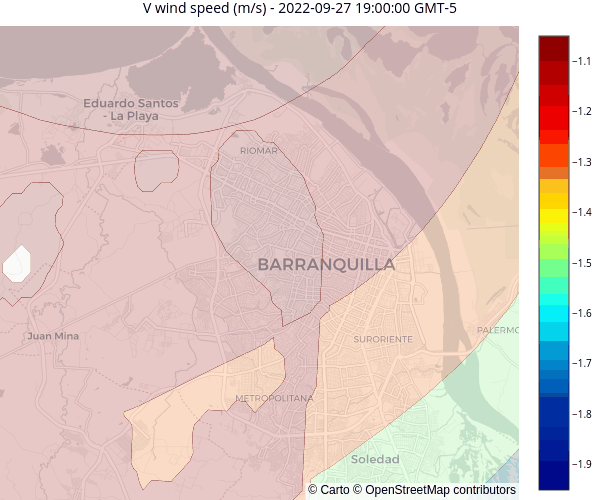 V wind speed (m/s) - 2022-09-27 19:00:00 GMT-5
Eduardo Santos
- La Playa
RIOMAR
BARRANQUILLA
Juan Mina
SURORIENTE
PALERMO
METROPOLITANA
Soledad
© Carto © OpenStreetMap contributors
−1.1
−1.2
−1.3
−1.4
−1.5
−1.6
−1.7
−1.8
−1.9